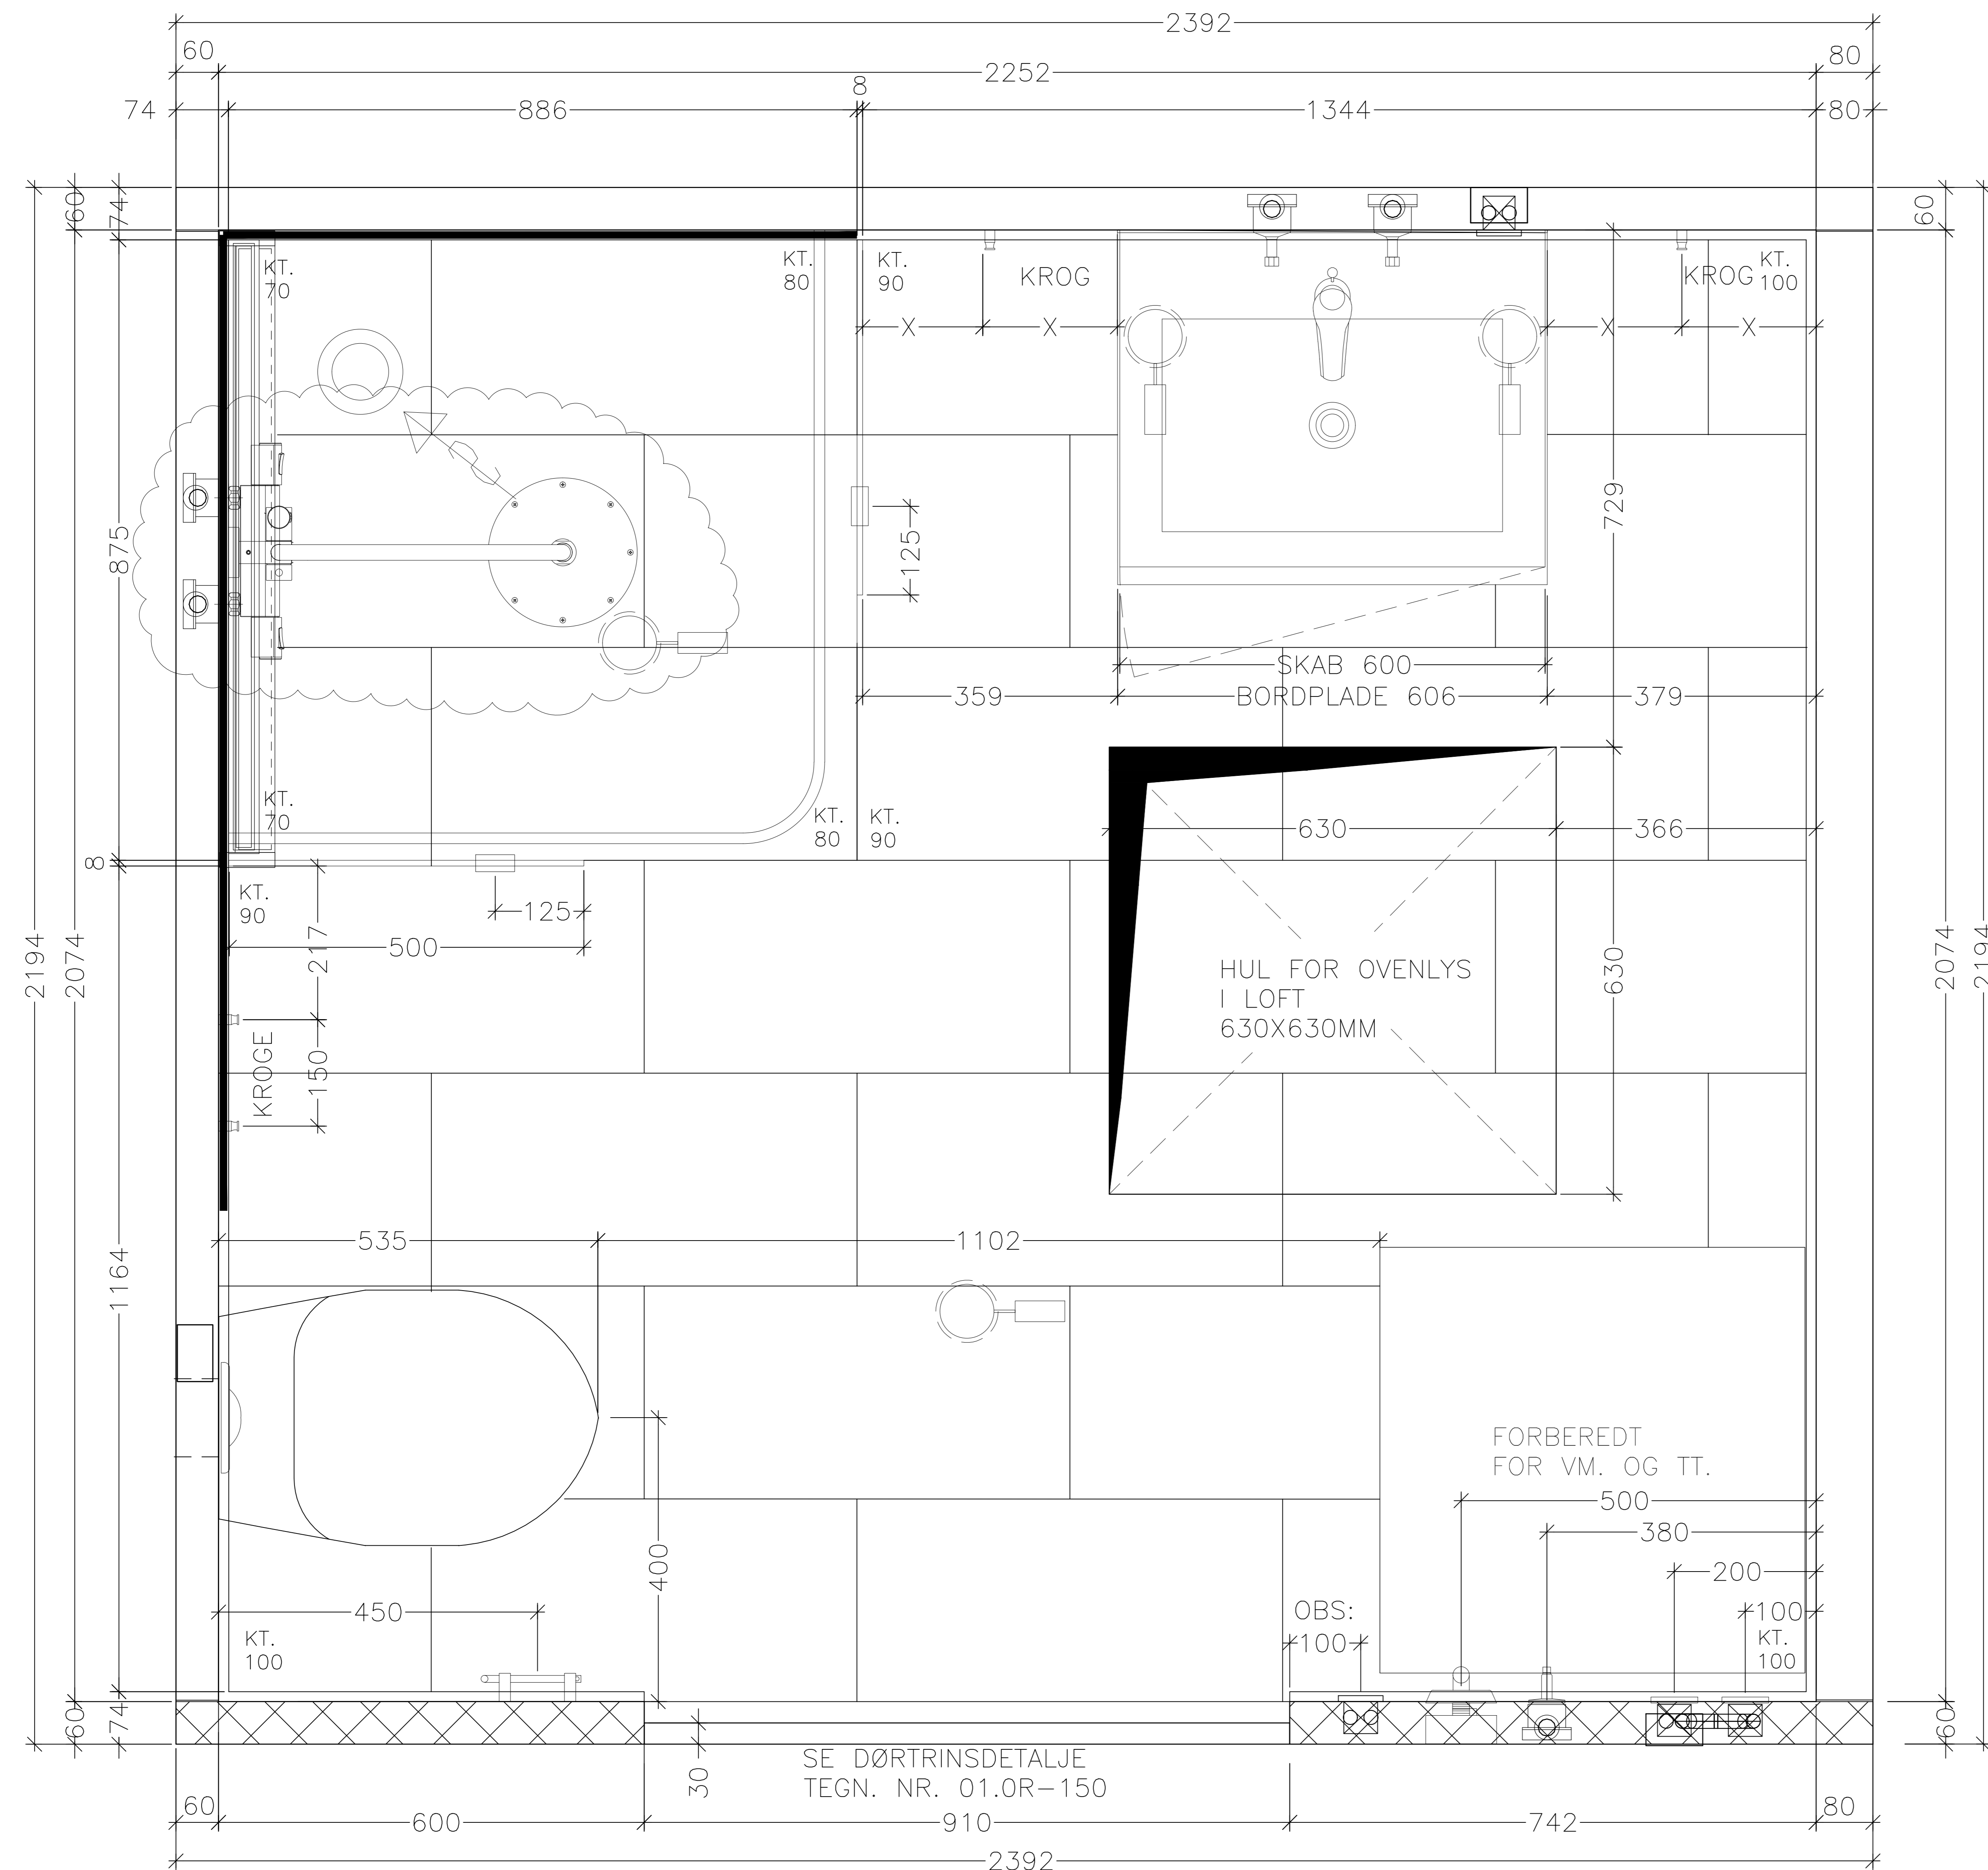 2392
60
2252
80
74
886
8
1344
80
60
74
60
KT.
70
KT.
80
KT.
90
KROG
KROG
KT.
100
X
X
X
X
875
125
729
SKAB 600
359
BORDPLADE 606
379
KT.
70
KT.
80
KT.
90
630
366
8
KT.
90
125
500
217
2194
2074
HUL FOR OVENLYS
I LOFT
630X630MM
630
2074
2194
KROGE
150
1164
535
1102
FORBEREDT
FOR VM. OG TT.
500
380
400
200
450
OBS:
100
100
KT.
100
KT.
100
60
74
60
30
SE DØRTRINSDETALJE
TEGN. NR. 01.0R-150
60
600
910
742
80
2392